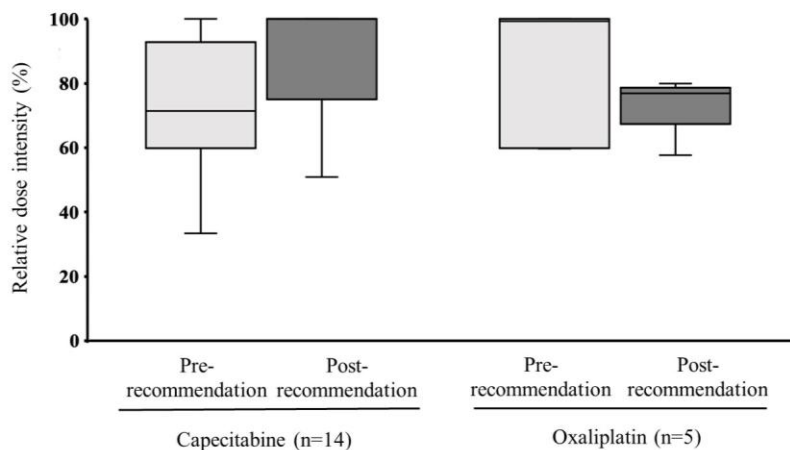 Relative dose intensity (%)
100
80
60
40
20
0
Pre-
recommendation
Post-
recommendation
Pre-
recommendation
Post-
recommendation
Capecitabine (n=14)
Oxaliplatin (n=5)